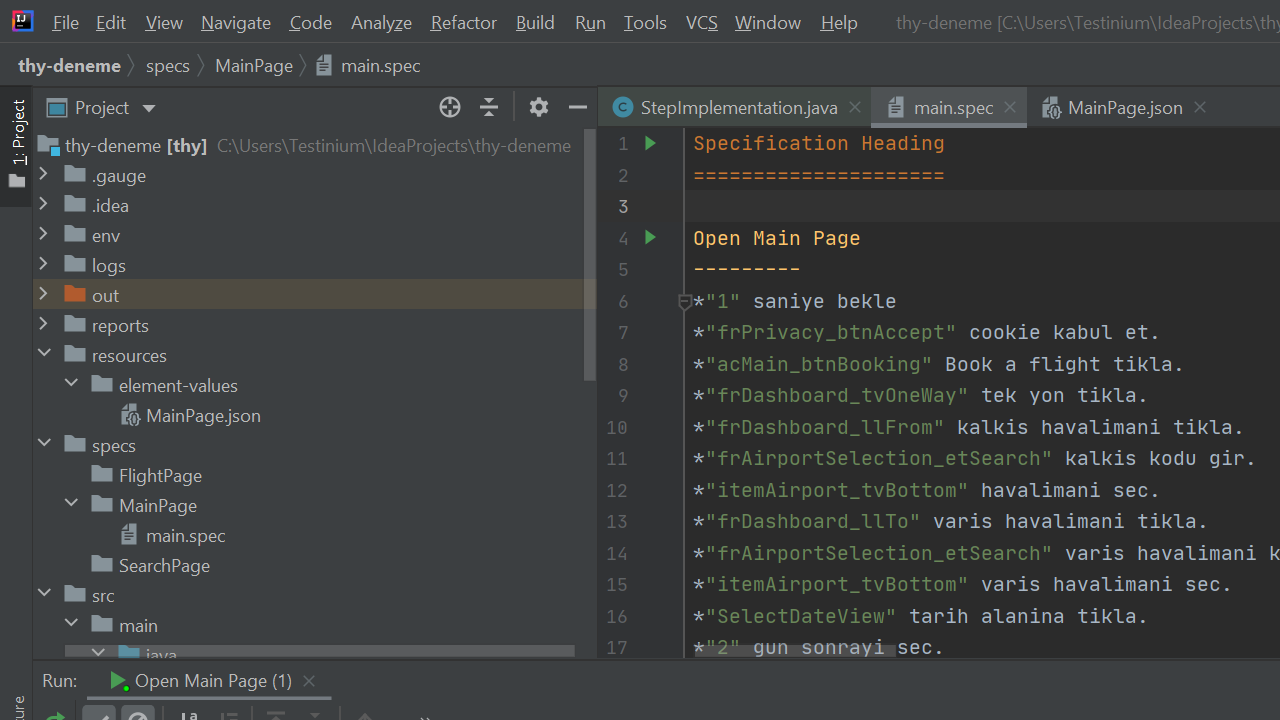 File Edit View Navigate Code Analyze Refactor Build Run Tools VCS Window Help thy-deneme [C:\Users\Testinium\IdeaProjects\thy
thy-deneme specs MainPage main.spec
1: Project
Project
StepImplementation.java main.spec MainPage.json
thy-deneme [thy] C:\Users\Testinium\IdeaProjects\thy-deneme
.gauge
.idea
env
logs
out
reports
resources
element-values
MainPage.json
specs
FlightPage
MainPage
main.spec
SearchPage
src
main
java
1 Specification Heading
2 =====================
3
4 Open Main Page
5 ---------
6 *"1" saniye bekle
7 *"frPrivacy_btnAccept" cookie kabul et.
8 *"acMain_btnBooking" Book a flight tikla.
9 *"frDashboard_tvOneWay" tek yon tikla.
10 *"frDashboard_llFrom" kalkis havalimani tikla.
11 *"frAirportSelection_etSearch" kalkis kodu gir.
12 *"itemAirport_tvBottom" havalimani sec.
13 *"frDashboard_llTo" varis havalimani tikla.
14 *"frAirportSelection_etSearch" varis havalimani k
15 *"itemAirport_tvBottom" varis havalimani sec.
16 *"SelectDateView" tarih alanina tikla.
17 *"2" gun sonrayi sec.
Run: Open Main Page (1)